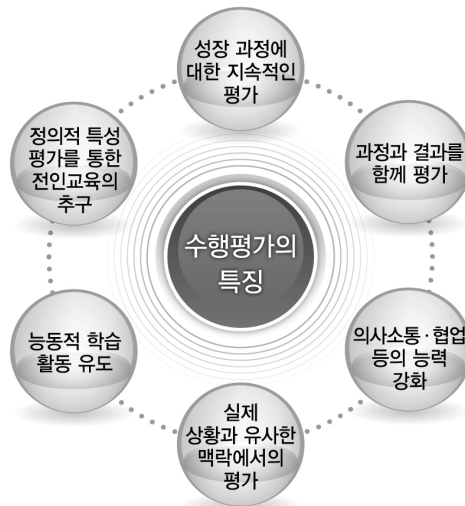 성장 과정에
대한 지속적인
평가
과정과 결과를
함께 평가
의사소통·협업
등의 능력
강화
실제
상황과 유사한
맥락에서의
평가
능동적 학습
활동 유도
정의적 특성
평가를 통한
전인교육의
추구
수행평가의
특징